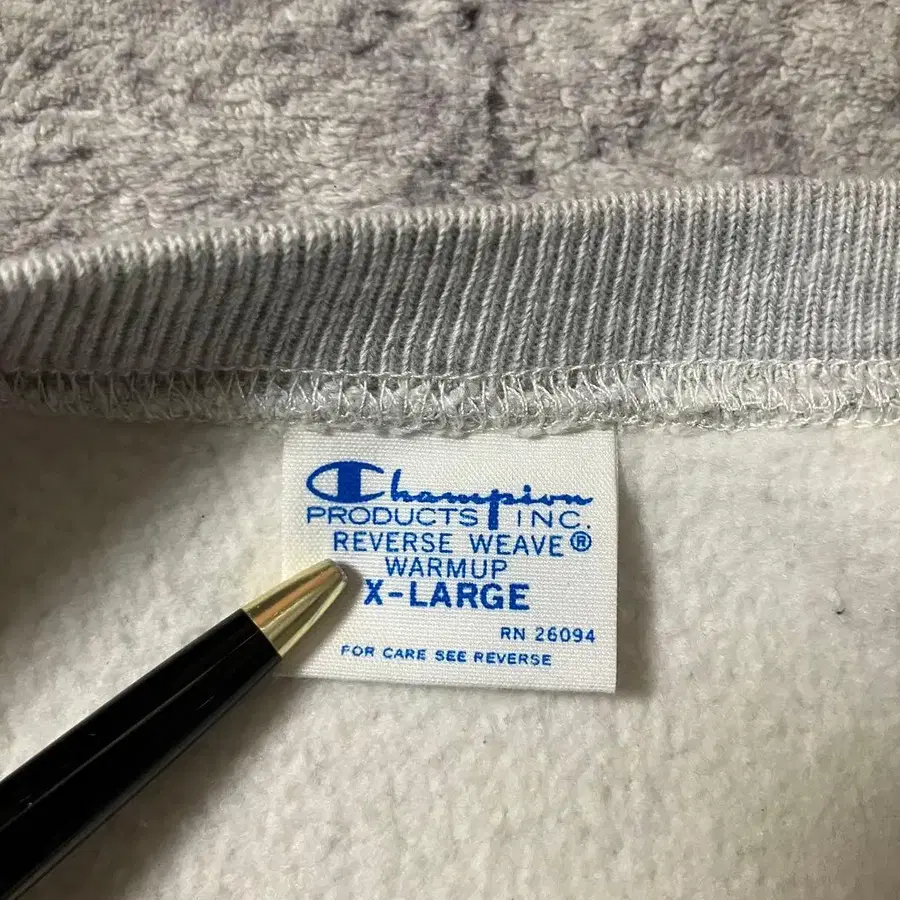 Champion
PRODUCTS INC.
REVERSE WEAVE®
WARMUP
X-LARGE
RN 26094
FOR CARE SEE REVERSE